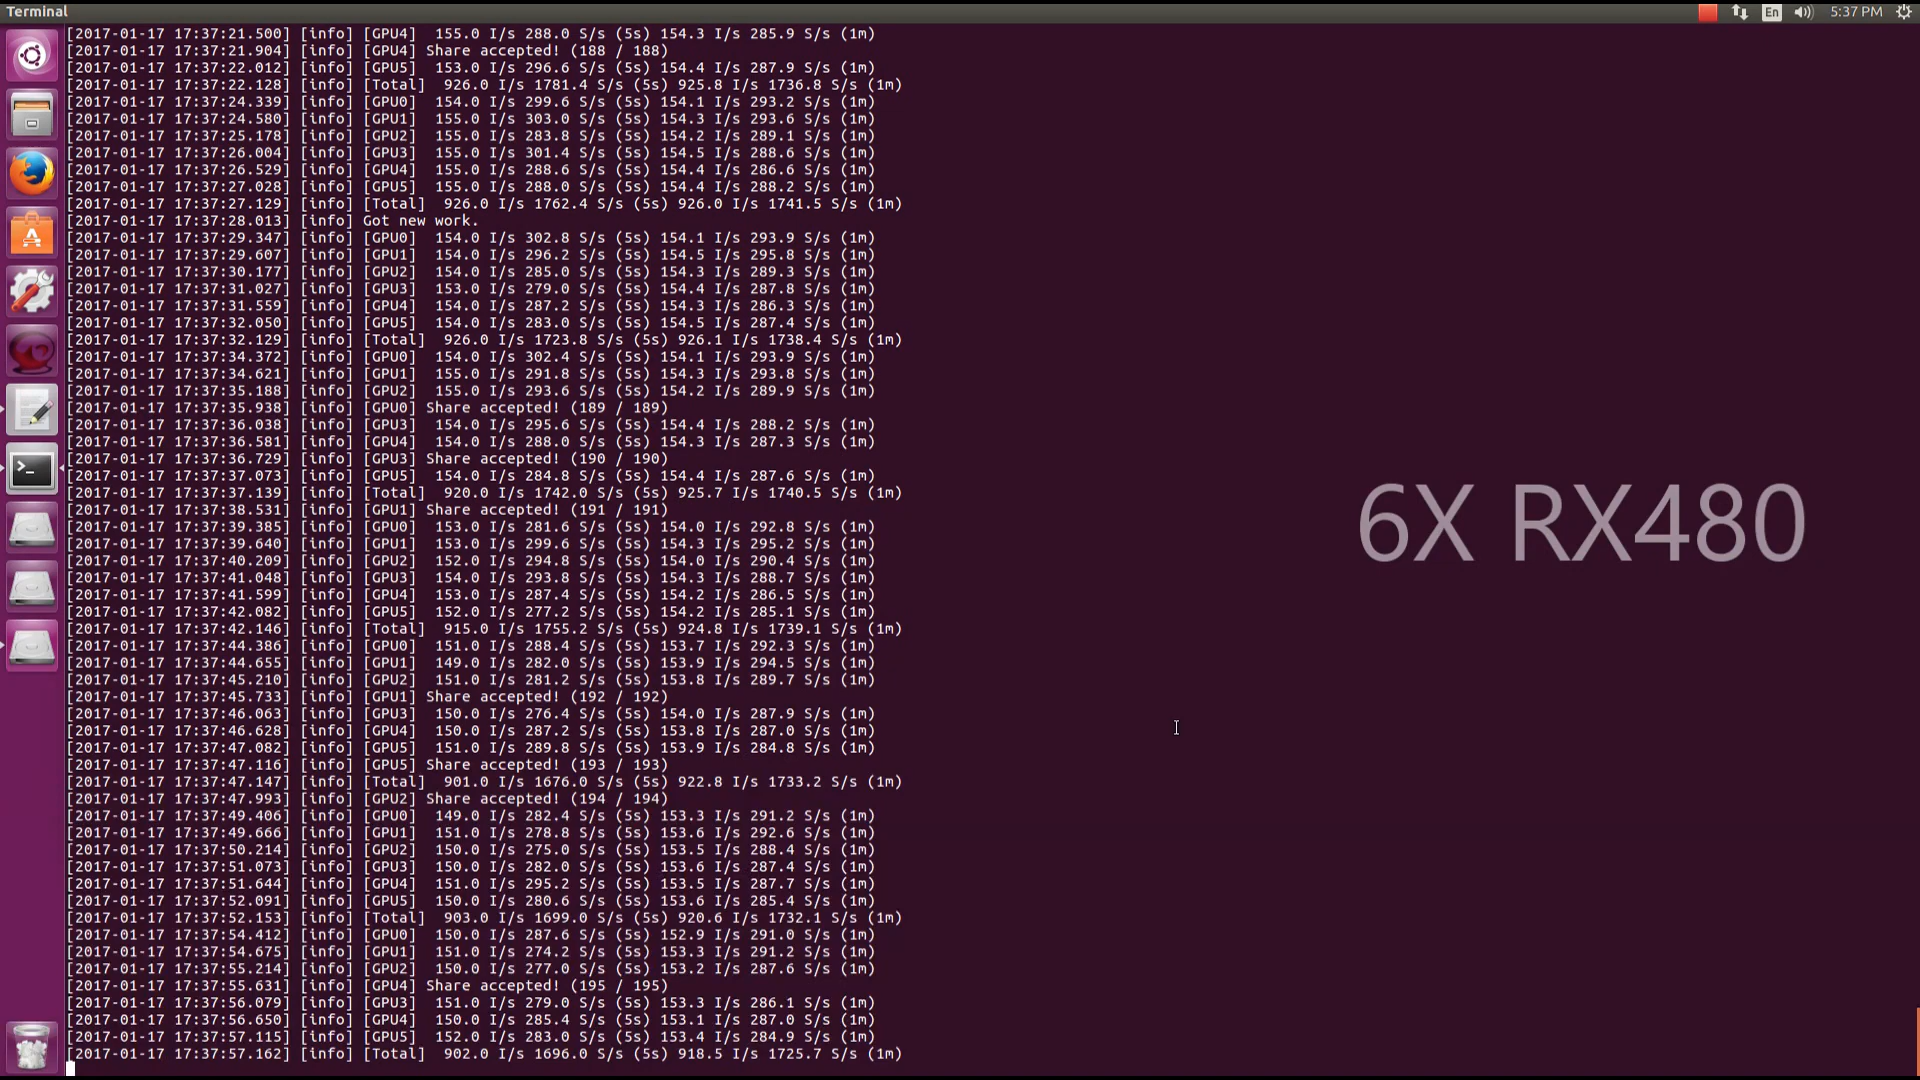 Terminal
En
5:37 PM
[2017-01-17 17:37:21.500] [info] [GPU4]  155.0 I/s 288.0 S/s (5s) 154.3 I/s 285.9 S/s (1m)
[2017-01-17 17:37:21.904] [info] [GPU4] Share accepted! (188 / 188)
[2017-01-17 17:37:22.012] [info] [GPU5]  153.0 I/s 296.6 S/s (5s) 154.4 I/s 287.9 S/s (1m)
[2017-01-17 17:37:22.128] [info] [Total]  926.0 I/s 1781.4 S/s (5s) 925.8 I/s 1736.8 S/s (1m)
[2017-01-17 17:37:24.339] [info] [GPU0]  154.0 I/s 299.6 S/s (5s) 154.1 I/s 293.2 S/s (1m)
[2017-01-17 17:37:24.580] [info] [GPU1]  155.0 I/s 303.0 S/s (5s) 154.3 I/s 293.6 S/s (1m)
[2017-01-17 17:37:25.178] [info] [GPU2]  155.0 I/s 283.8 S/s (5s) 154.2 I/s 289.1 S/s (1m)
[2017-01-17 17:37:26.004] [info] [GPU3]  155.0 I/s 301.4 S/s (5s) 154.5 I/s 288.6 S/s (1m)
[2017-01-17 17:37:26.529] [info] [GPU4]  155.0 I/s 288.6 S/s (5s) 154.4 I/s 286.6 S/s (1m)
[2017-01-17 17:37:27.028] [info] [GPU5]  155.0 I/s 288.0 S/s (5s) 154.4 I/s 288.2 S/s (1m)
[2017-01-17 17:37:27.129] [info] [Total]  926.0 I/s 1762.4 S/s (5s) 926.0 I/s 1741.5 S/s (1m)
[2017-01-17 17:37:28.013] [info] Got new work.
[2017-01-17 17:37:29.347] [info] [GPU0]  154.0 I/s 302.8 S/s (5s) 154.1 I/s 293.9 S/s (1m)
[2017-01-17 17:37:29.607] [info] [GPU1]  154.0 I/s 296.2 S/s (5s) 154.5 I/s 295.8 S/s (1m)
[2017-01-17 17:37:30.177] [info] [GPU2]  154.0 I/s 285.0 S/s (5s) 154.3 I/s 289.3 S/s (1m)
[2017-01-17 17:37:31.027] [info] [GPU3]  153.0 I/s 279.0 S/s (5s) 154.4 I/s 287.8 S/s (1m)
[2017-01-17 17:37:31.559] [info] [GPU4]  154.0 I/s 287.2 S/s (5s) 154.3 I/s 286.3 S/s (1m)
[2017-01-17 17:37:32.050] [info] [GPU5]  154.0 I/s 283.0 S/s (5s) 154.5 I/s 287.4 S/s (1m)
[2017-01-17 17:37:32.129] [info] [Total]  926.0 I/s 1723.8 S/s (5s) 926.1 I/s 1738.4 S/s (1m)
[2017-01-17 17:37:34.372] [info] [GPU0]  154.0 I/s 302.4 S/s (5s) 154.1 I/s 293.9 S/s (1m)
[2017-01-17 17:37:34.621] [info] [GPU1]  155.0 I/s 291.8 S/s (5s) 154.3 I/s 293.8 S/s (1m)
[2017-01-17 17:37:35.188] [info] [GPU2]  155.0 I/s 293.6 S/s (5s) 154.2 I/s 289.9 S/s (1m)
[2017-01-17 17:37:35.938] [info] [GPU0] Share accepted! (189 / 189)
[2017-01-17 17:37:36.038] [info] [GPU3]  154.0 I/s 295.6 S/s (5s) 154.4 I/s 288.2 S/s (1m)
[2017-01-17 17:37:36.581] [info] [GPU4]  154.0 I/s 288.0 S/s (5s) 154.3 I/s 287.3 S/s (1m)
[2017-01-17 17:37:36.729] [info] [GPU3] Share accepted! (190 / 190)
[2017-01-17 17:37:37.073] [info] [GPU5]  154.0 I/s 284.8 S/s (5s) 154.4 I/s 287.6 S/s (1m)
[2017-01-17 17:37:37.139] [info] [Total]  920.0 I/s 1742.0 S/s (5s) 925.7 I/s 1740.5 S/s (1m)
[2017-01-17 17:37:38.531] [info] [GPU1] Share accepted! (191 / 191)
[2017-01-17 17:37:39.385] [info] [GPU0]  153.0 I/s 281.6 S/s (5s) 154.0 I/s 292.8 S/s (1m)
[2017-01-17 17:37:39.640] [info] [GPU1]  153.0 I/s 299.6 S/s (5s) 154.3 I/s 295.2 S/s (1m)
[2017-01-17 17:37:40.209] [info] [GPU2]  152.0 I/s 294.8 S/s (5s) 154.0 I/s 290.4 S/s (1m)
[2017-01-17 17:37:41.048] [info] [GPU3]  154.0 I/s 293.8 S/s (5s) 154.3 I/s 288.7 S/s (1m)
[2017-01-17 17:37:41.599] [info] [GPU4]  153.0 I/s 287.4 S/s (5s) 154.2 I/s 286.5 S/s (1m)
[2017-01-17 17:37:42.082] [info] [GPU5]  152.0 I/s 277.2 S/s (5s) 154.2 I/s 285.1 S/s (1m)
[2017-01-17 17:37:42.146] [info] [Total]  915.0 I/s 1755.2 S/s (5s) 924.8 I/s 1739.1 S/s (1m)
[2017-01-17 17:37:44.386] [info] [GPU0]  151.0 I/s 288.4 S/s (5s) 153.7 I/s 292.3 S/s (1m)
[2017-01-17 17:37:44.655] [info] [GPU1]  149.0 I/s 282.0 S/s (5s) 153.9 I/s 294.5 S/s (1m)
[2017-01-17 17:37:45.210] [info] [GPU2]  151.0 I/s 281.2 S/s (5s) 153.8 I/s 289.7 S/s (1m)
[2017-01-17 17:37:45.733] [info] [GPU1] Share accepted! (192 / 192)
[2017-01-17 17:37:46.063] [info] [GPU3]  150.0 I/s 276.4 S/s (5s) 154.0 I/s 287.9 S/s (1m)
[2017-01-17 17:37:46.628] [info] [GPU4]  150.0 I/s 287.2 S/s (5s) 153.8 I/s 287.0 S/s (1m)
[2017-01-17 17:37:47.082] [info] [GPU5]  151.0 I/s 289.8 S/s (5s) 153.9 I/s 284.8 S/s (1m)
[2017-01-17 17:37:47.116] [info] [GPU5] Share accepted! (193 / 193)
[2017-01-17 17:37:47.147] [info] [Total]  901.0 I/s 1676.0 S/s (5s) 922.8 I/s 1733.2 S/s (1m)
[2017-01-17 17:37:47.993] [info] [GPU2] Share accepted! (194 / 194)
[2017-01-17 17:37:49.406] [info] [GPU0]  149.0 I/s 282.4 S/s (5s) 153.3 I/s 291.2 S/s (1m)
[2017-01-17 17:37:49.666] [info] [GPU1]  151.0 I/s 278.8 S/s (5s) 153.6 I/s 292.6 S/s (1m)
[2017-01-17 17:37:50.214] [info] [GPU2]  150.0 I/s 275.0 S/s (5s) 153.5 I/s 288.4 S/s (1m)
[2017-01-17 17:37:51.073] [info] [GPU3]  150.0 I/s 282.0 S/s (5s) 153.6 I/s 287.4 S/s (1m)
[2017-01-17 17:37:51.644] [info] [GPU4]  151.0 I/s 295.2 S/s (5s) 153.5 I/s 287.7 S/s (1m)
[2017-01-17 17:37:52.091] [info] [GPU5]  150.0 I/s 280.6 S/s (5s) 153.6 I/s 285.4 S/s (1m)
[2017-01-17 17:37:52.153] [info] [Total]  903.0 I/s 1699.0 S/s (5s) 920.6 I/s 1732.1 S/s (1m)
[2017-01-17 17:37:54.412] [info] [GPU0]  150.0 I/s 287.6 S/s (5s) 152.9 I/s 291.0 S/s (1m)
[2017-01-17 17:37:54.675] [info] [GPU1]  151.0 I/s 274.2 S/s (5s) 153.3 I/s 291.2 S/s (1m)
[2017-01-17 17:37:55.214] [info] [GPU2]  150.0 I/s 277.0 S/s (5s) 153.2 I/s 287.6 S/s (1m)
[2017-01-17 17:37:55.631] [info] [GPU4] Share accepted! (195 / 195)
[2017-01-17 17:37:56.079] [info] [GPU3]  151.0 I/s 279.0 S/s (5s) 153.3 I/s 286.1 S/s (1m)
[2017-01-17 17:37:56.650] [info] [GPU4]  150.0 I/s 285.4 S/s (5s) 153.1 I/s 287.0 S/s (1m)
[2017-01-17 17:37:57.115] [info] [GPU5]  152.0 I/s 283.0 S/s (5s) 153.4 I/s 284.9 S/s (1m)
[2017-01-17 17:37:57.162] [info] [Total]  902.0 I/s 1696.0 S/s (5s) 918.5 I/s 1725.7 S/s (1m)
6X RX480